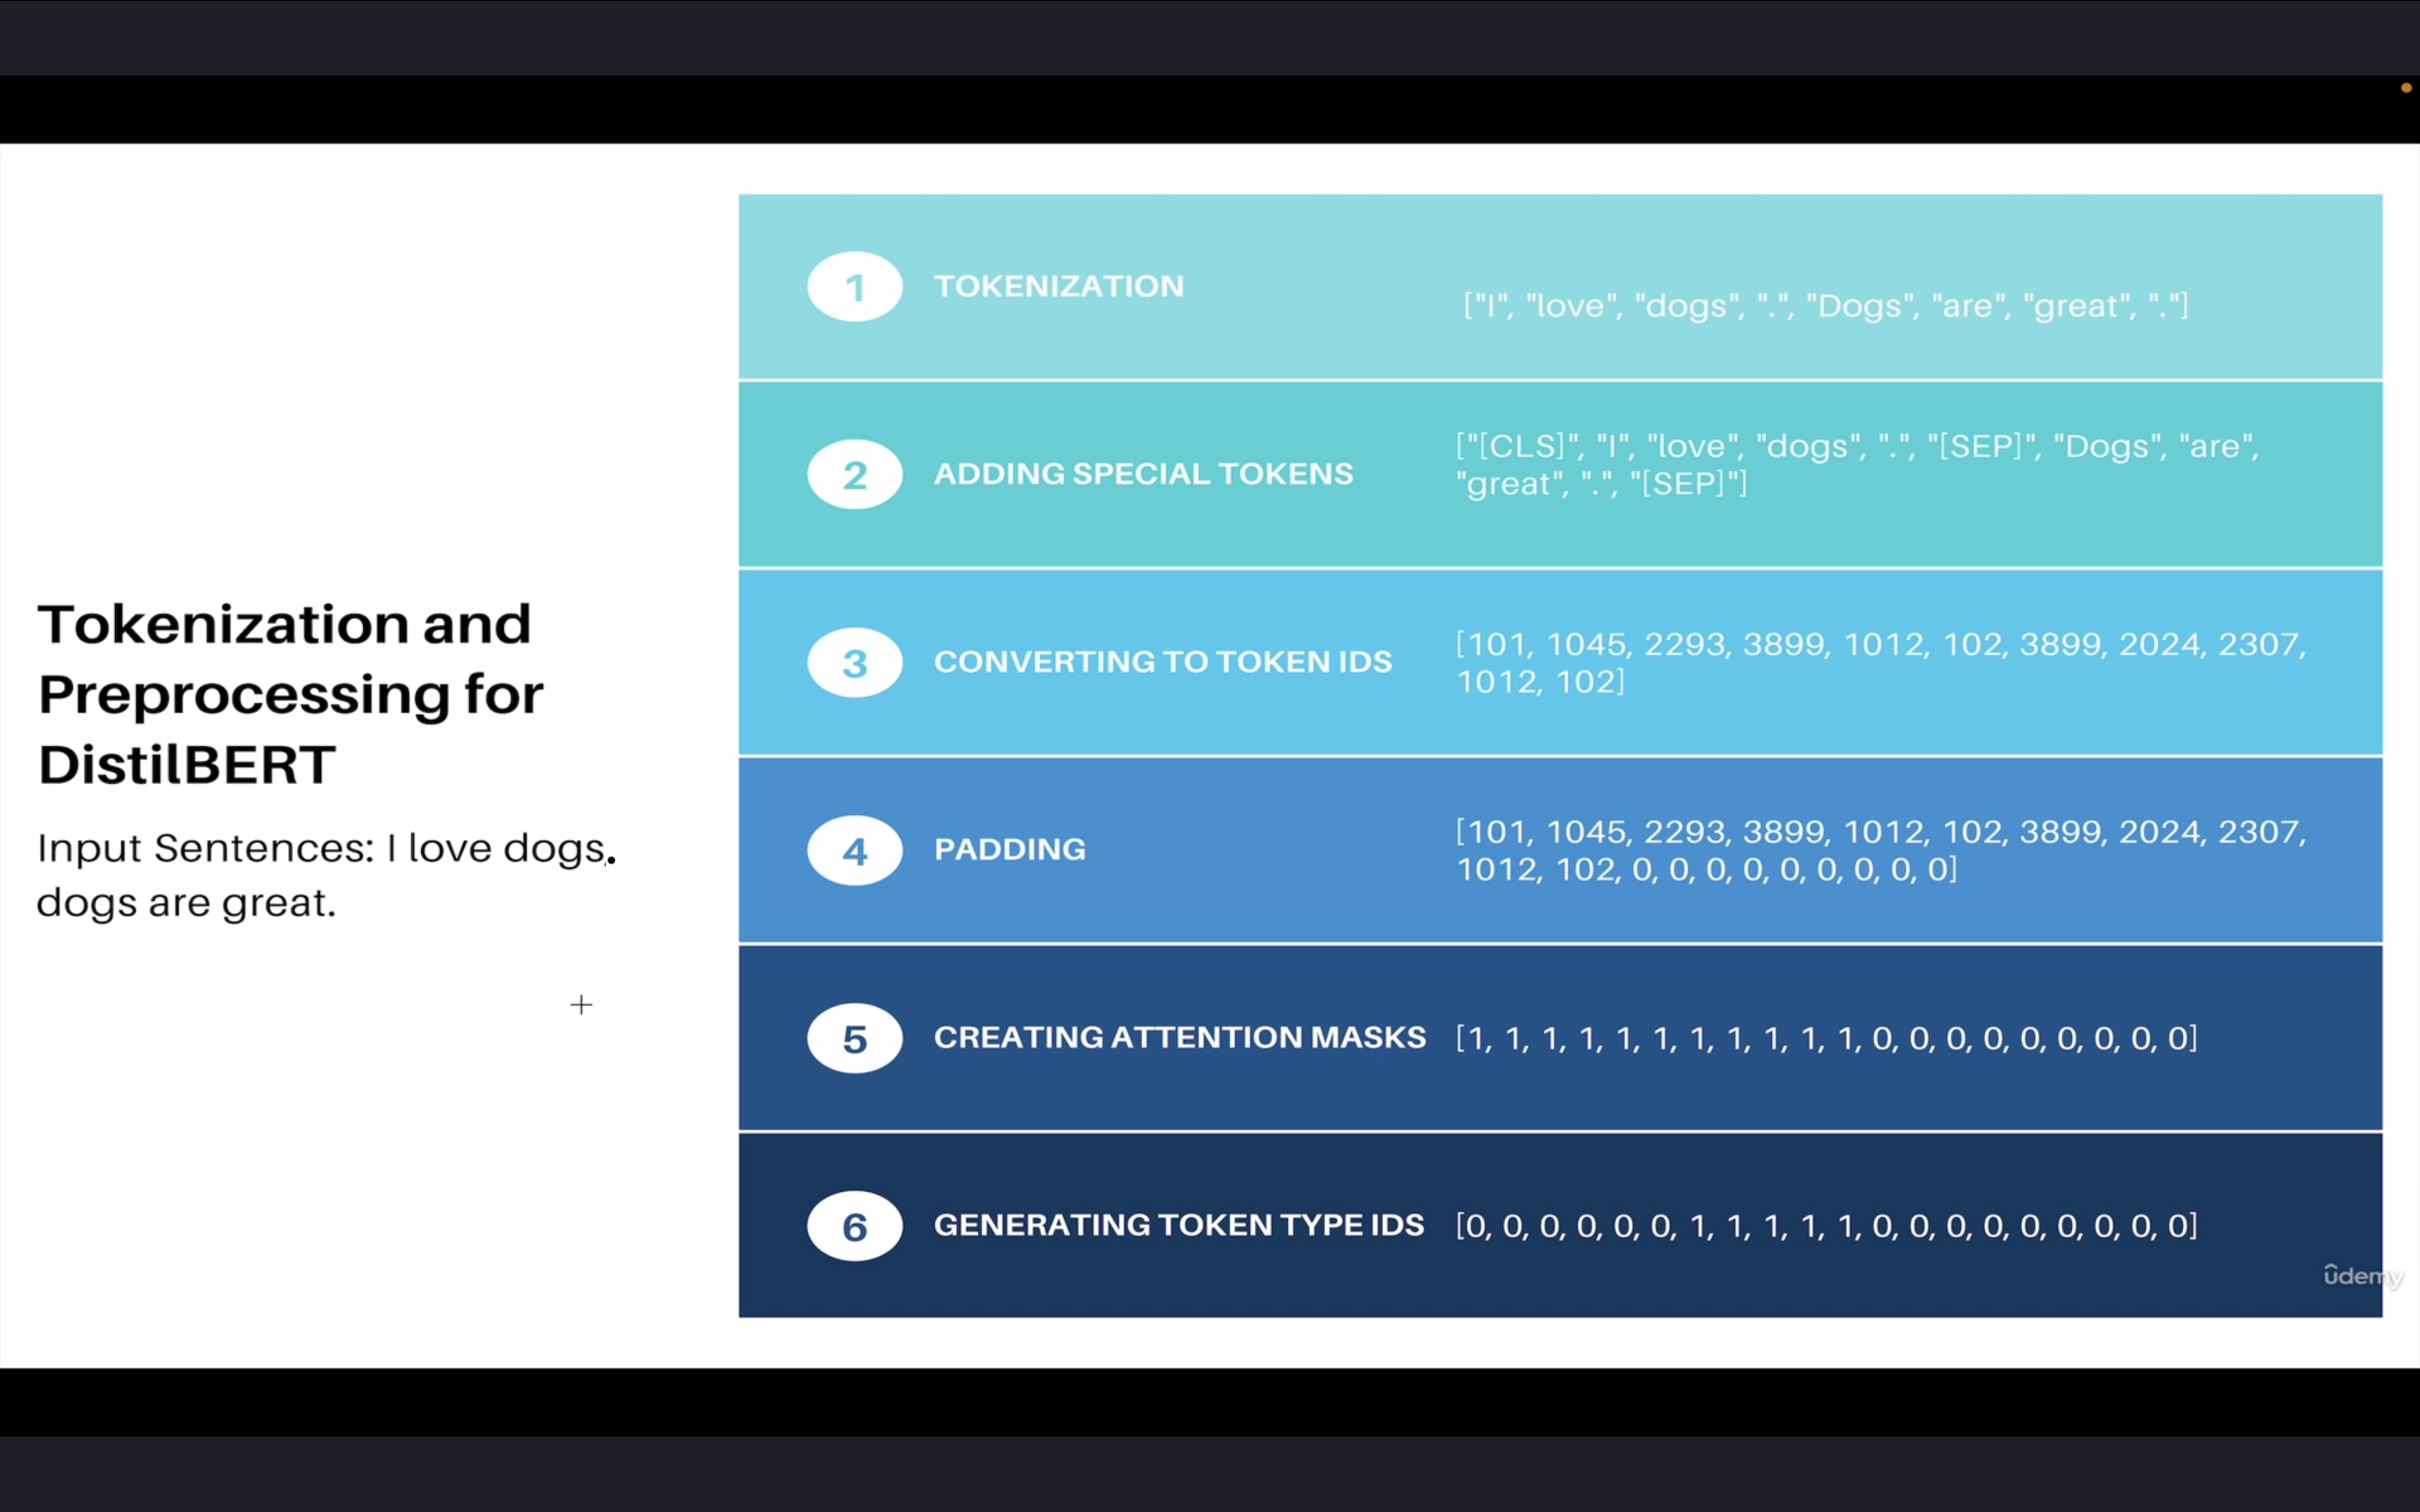 Tokenization and
Preprocessing for
DistilBERT
Input Sentences: I love dogs.
dogs are great.
1 TOKENIZATION
["I", "love", "dogs", ".", "Dogs", "are", "great", "."]
2 ADDING SPECIAL TOKENS
["[CLS]", "I", "love", "dogs", ".", "[SEP]", "Dogs", "are",
"great", ".", "[SEP]"]
3 CONVERTING TO TOKEN IDS
[101, 1045, 2293, 3899, 1012, 102, 3899, 2024, 2307,
1012, 102]
4 PADDING
[101, 1045, 2293, 3899, 1012, 102, 3899, 2024, 2307,
1012, 102, 0, 0, 0, 0, 0, 0, 0, 0, 0]
5 CREATING ATTENTION MASKS
[1, 1, 1, 1, 1, 1, 1, 1, 1, 1, 1, 0, 0, 0, 0, 0, 0, 0, 0, 0]
6 GENERATING TOKEN TYPE IDS
[0, 0, 0, 0, 0, 0, 1, 1, 1, 1, 1, 0, 0, 0, 0, 0, 0, 0, 0, 0]
ûdemy